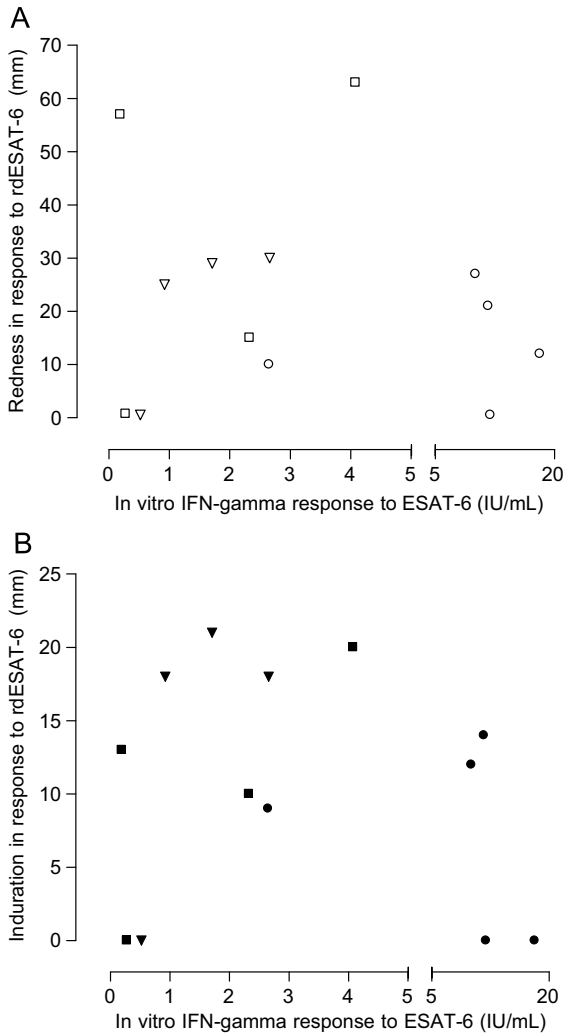 A
Redness in response to rdESAT-6 (mm)
70
60
50
40
30
20
10
0
0 1 2 3 4 5 5 20
In vitro IFN-gamma response to ESAT-6 (IU/mL)
B
Induration in response to rdESAT-6 (mm)
25
20
15
10
5
0
0 1 2 3 4 5 5 20
In vitro IFN-gamma response to ESAT-6 (IU/mL)